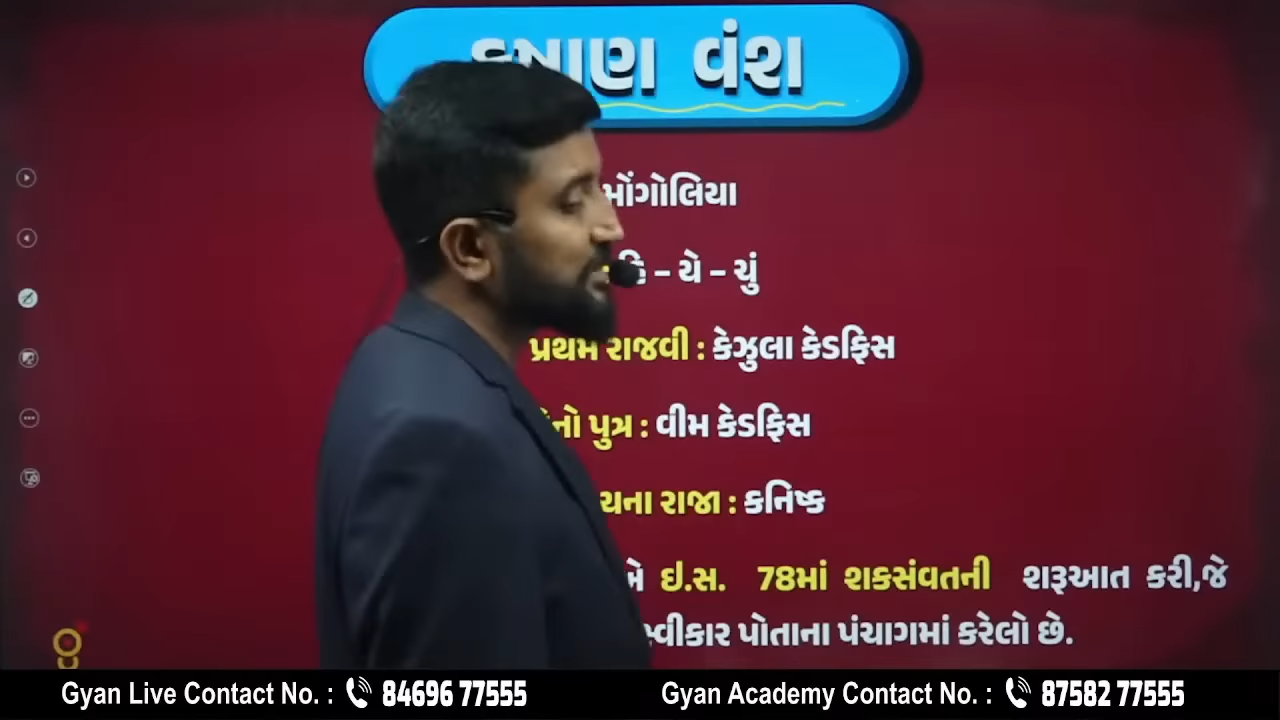 વંશ
મોંગોલિયા
– યે – ચું
પ્રથમ રાજવી : કેઝુલા કેડફિસ
પુત્ર : વીમ કેડફિસ
રાજા : કનિષ્ક
ઈ.સ. 78માં શકસંવતની શરૂઆત કરી,જે
પોતાના પંચાગમાં કરેલો છે.
Gyan Live Contact No. : 84696 77555
Gyan Academy Contact No. : 87582 77555